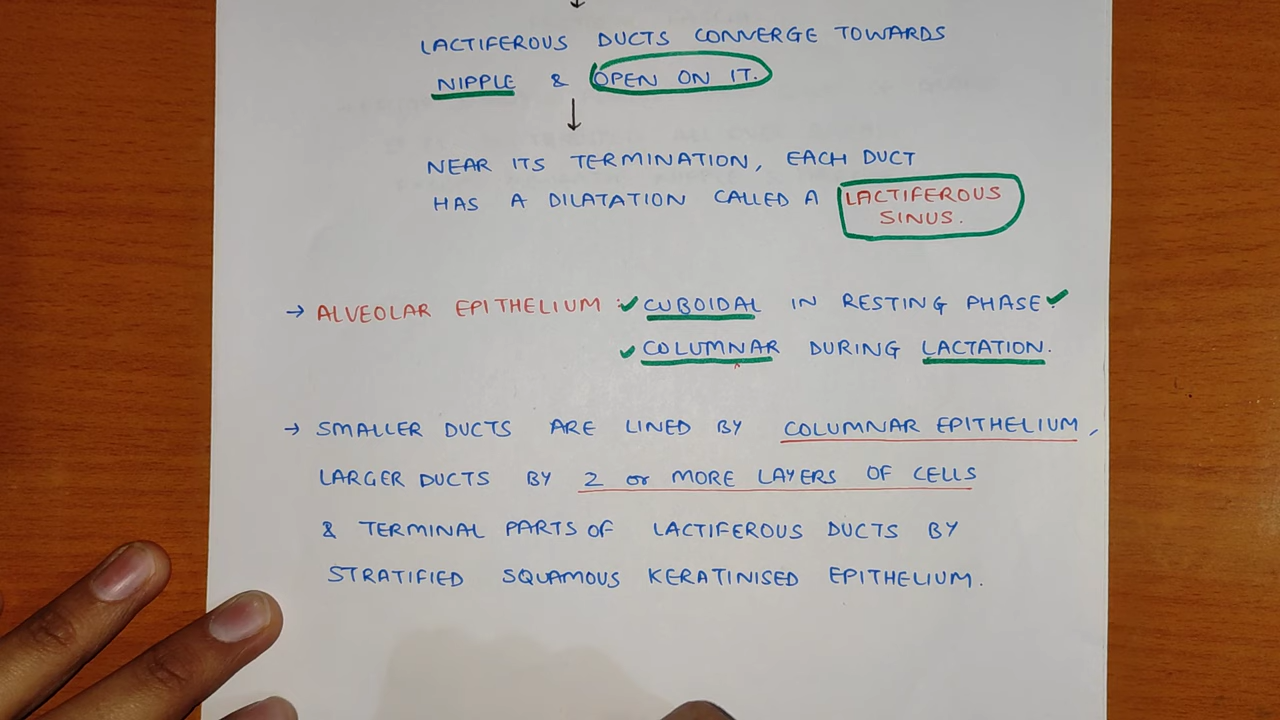 LACTIFEROUS DUCTS CONVERGE TOWARDS
NIPPLE & OPEN ON IT.
NEAR ITS TERMINATION, EACH DUCT
HAS A DILATATION CALLED A LACTIFEROUS
SINUS.
→ ALVEOLAR EPITHELIUM : CUBOIDAL IN RESTING PHASE.
COLUMNAR DURING LACTATION.
→ SMALLER DUCTS ARE LINED BY COLUMNAR EPITHELIUM,
LARGER DUCTS BY 2 or MORE LAYERS OF CELLS
& TERMINAL PARTS OF LACTIFEROUS DUCTS BY
STRATIFIED SQUAMOUS KERATINISED EPITHELIUM.